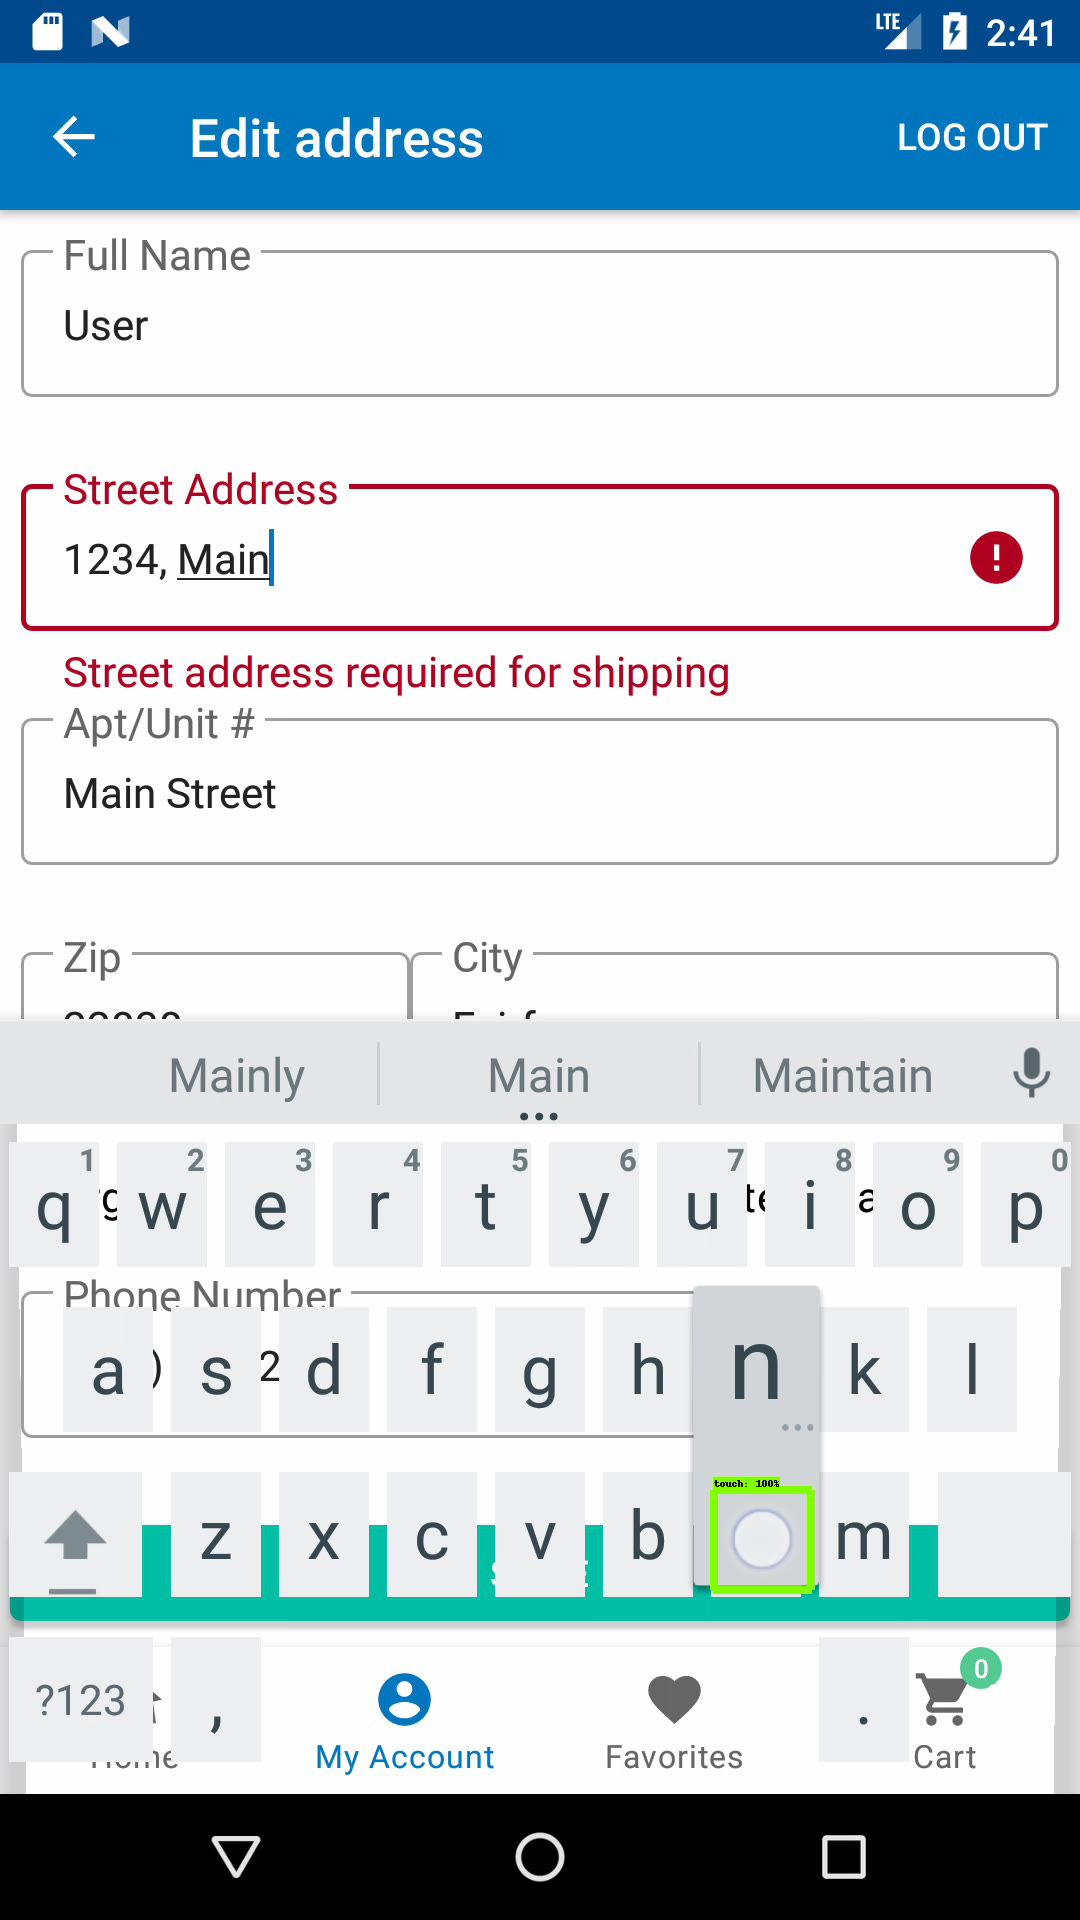 LTE 2:41
Edit address LOG OUT
Full Name
User
Street Address
1234, Main
!
Street address required for shipping
Apt/Unit #
Main Street
Zip City
Mainly Main Maintain
1 2 3 4 5 6 7 8 9 0
q w e r t y u i o p
Phone Number
a s d f g h n k l
touch: 100%
z x c v b m
?123 , . 0
Home My Account Favorites Cart